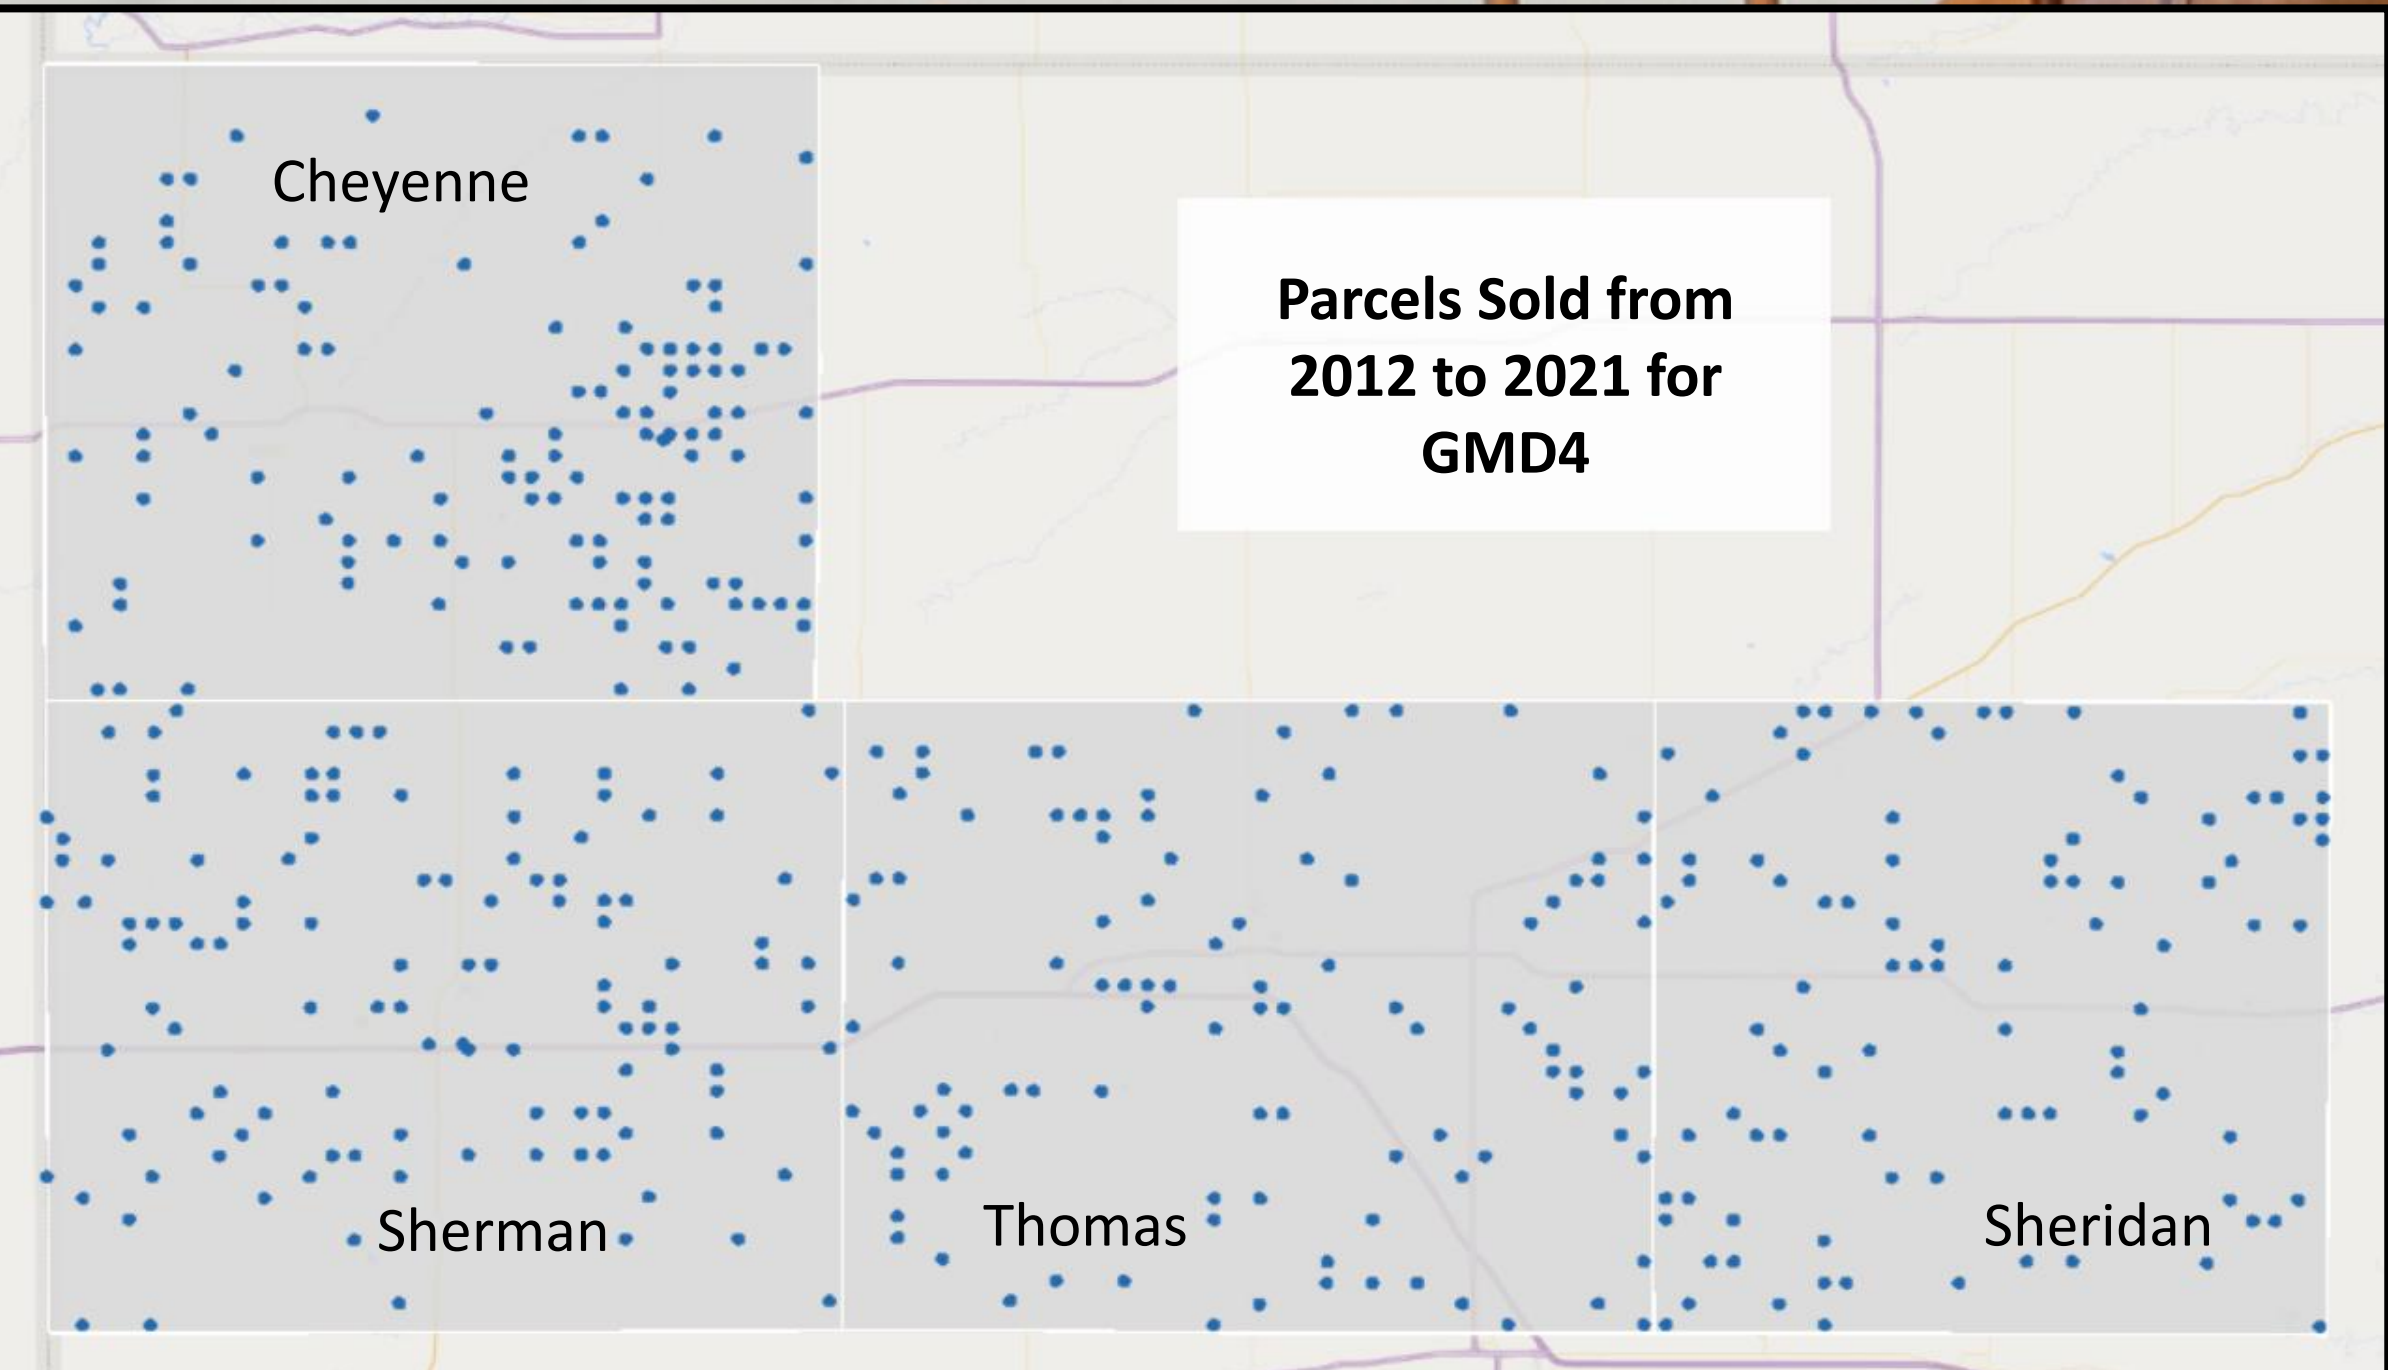 Cheyenne
Parcels Sold from
2012 to 2021 for
GMD4
Sherman
Thomas
Sheridan